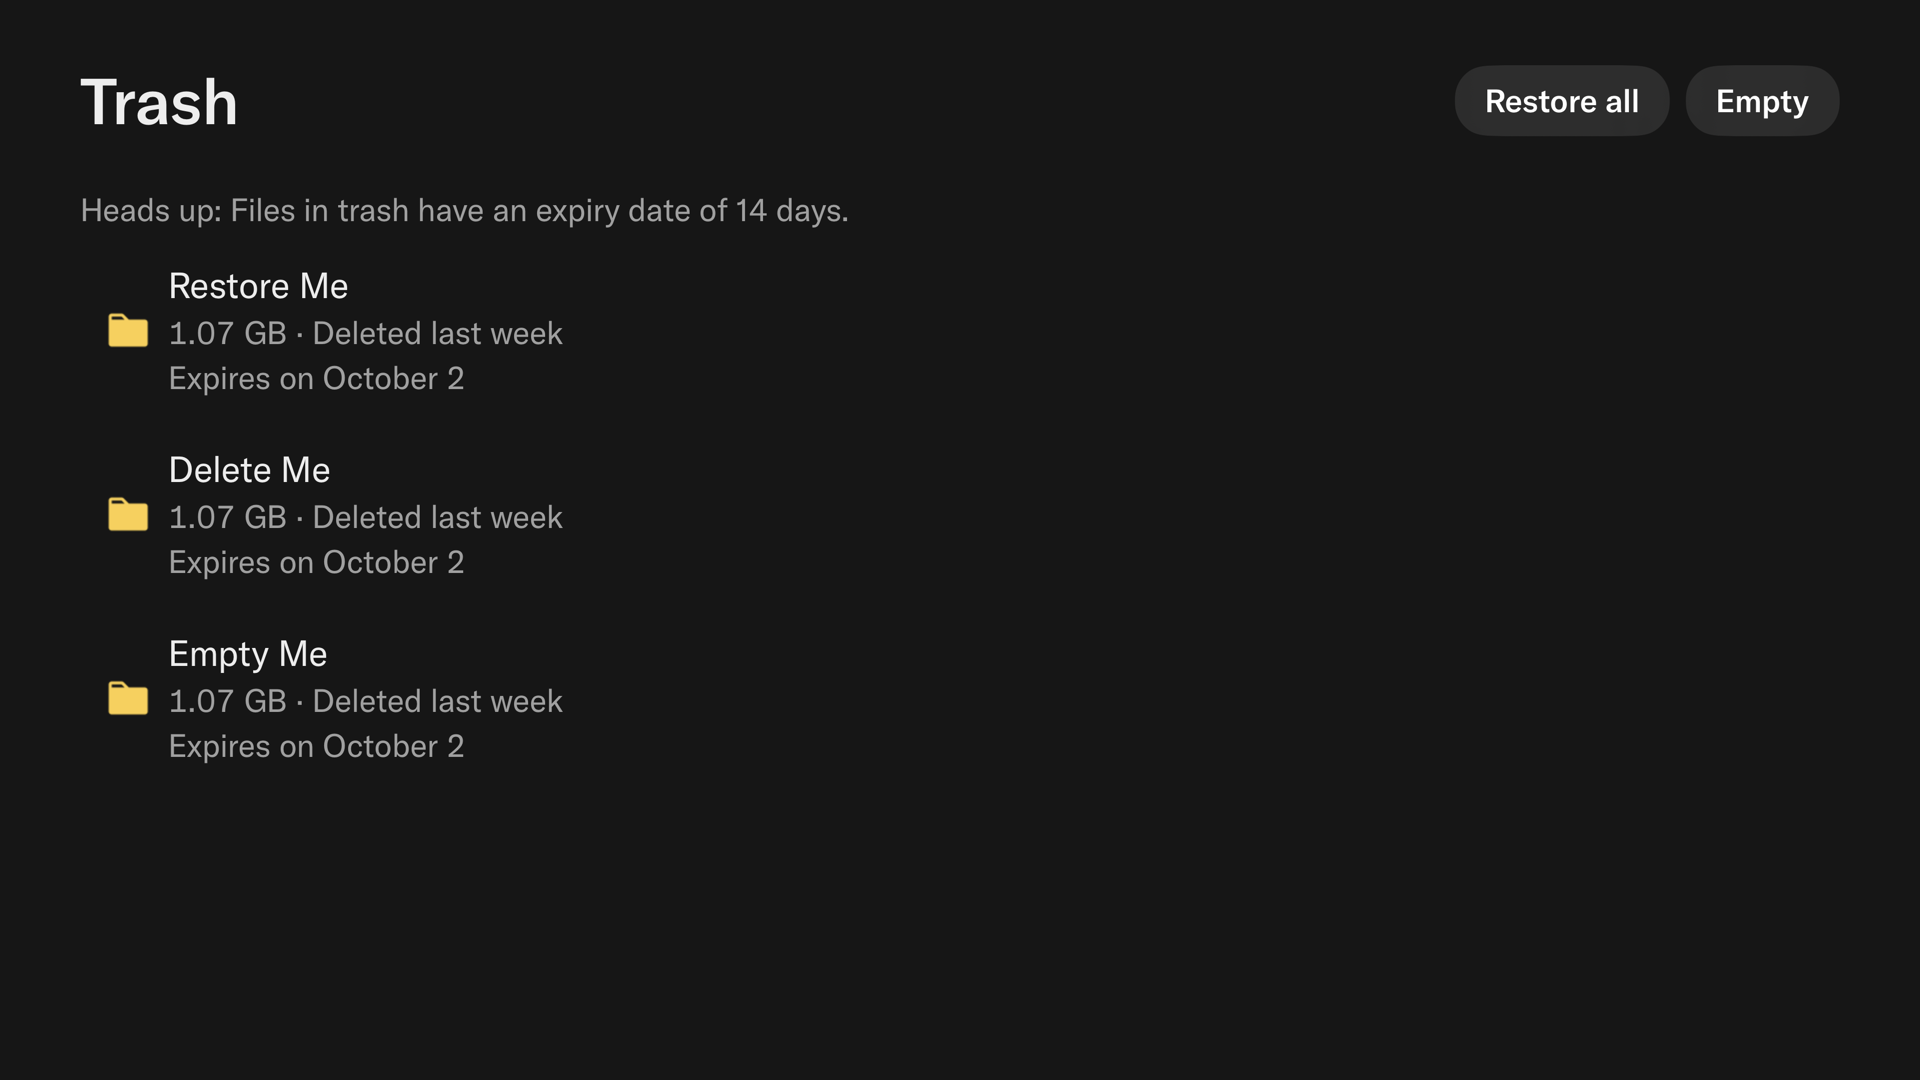 Trash
Restore all
Empty
Heads up: Files in trash have an expiry date of 14 days.
Restore Me
1.07 GB · Deleted last week
Expires on October 2
Delete Me
1.07 GB · Deleted last week
Expires on October 2
Empty Me
1.07 GB · Deleted last week
Expires on October 2